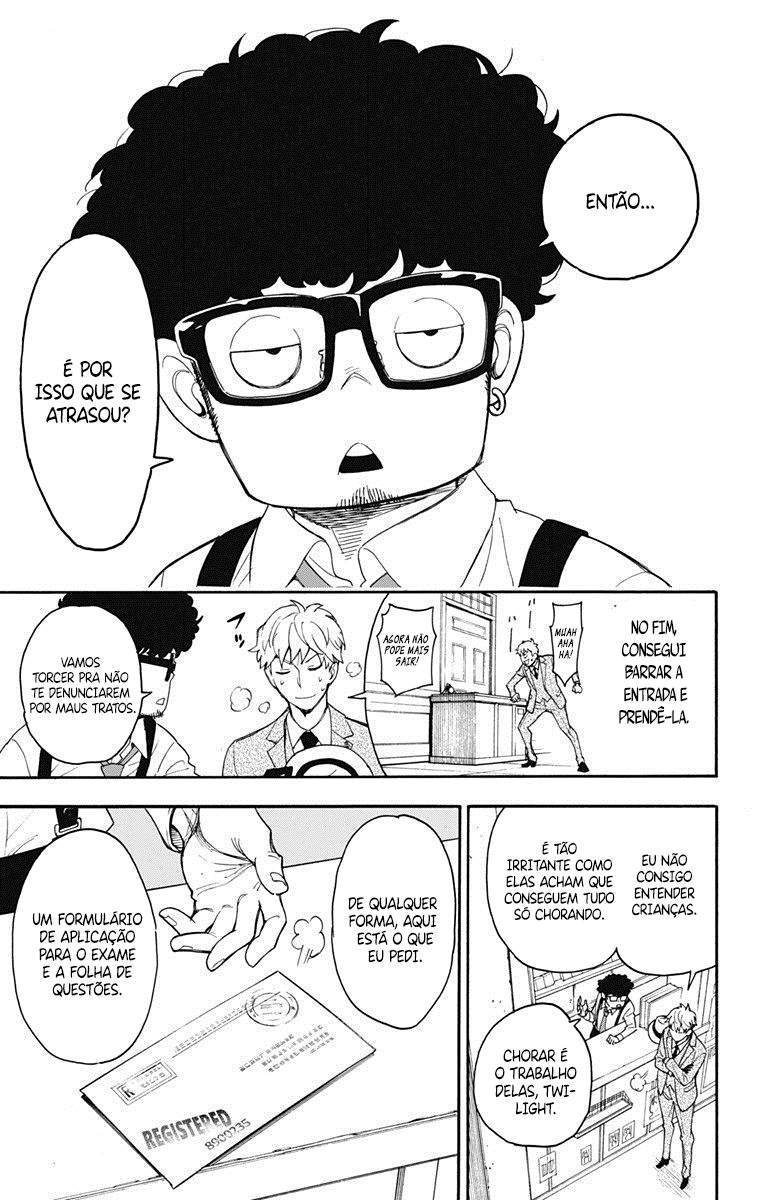 ENTÃO...
É POR
ISSO QUE SE
ATRASOU?
NO FIM,
CONSEGUI
BARRAR A
ENTRADA E
PRENDÊ-LA.
MUAH
AHA
HA!
AGORA NÃO
PODE MAIS
SAIR!
VAMOS
TORCER PRA NÃO
TE DENUNCIAREM
POR MAUS TRATOS.
EU NÃO
CONSIGO
ENTENDER
CRIANÇAS.
É TÃO
IRRITANTE COMO
ELAS ACHAM QUE
CONSEGUEM TUDO
SÓ CHORANDO.
CHORAR É
O TRABALHO
DELAS, TWI-
LIGHT.
DE QUALQUER
FORMA, AQUI
ESTÁ O QUE
EU PEDI.
UM FORMULÁRIO
DE APLICAÇÃO
PARA O EXAME
E A FOLHA DE
QUESTÕES.
R
REGISTERED
8900235